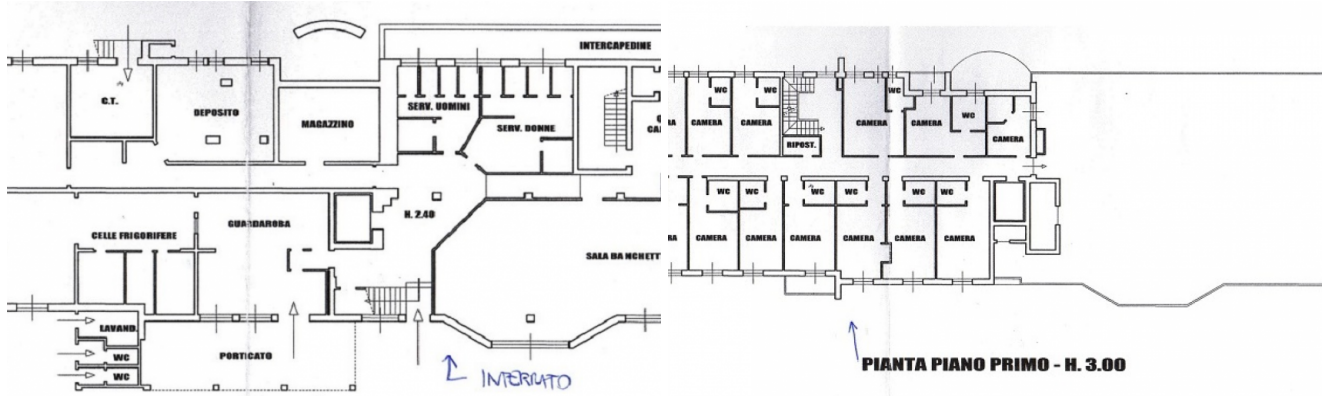 INTERCAPEDINE
C.T.
DEPOSITO
MAGAZZINO
SERV. UOMINI
SERV. DONNE
H. 2.40
GUARDAROBA
CELLE FRIGORIFERE
SALA BANCHETT
LAVAND.
WC
WC
PORTICATO
INTERRATO
WC
WC
WC
CAMERA
CAMERA
CAMERA
CAMERA
WC
CAMERA
RIPOST.
WC
WC
WC
WC
WC
WC
CAMERA
CAMERA
CAMERA
CAMERA
CAMERA
CAMERA
PIANTA PIANO PRIMO - H. 3.00